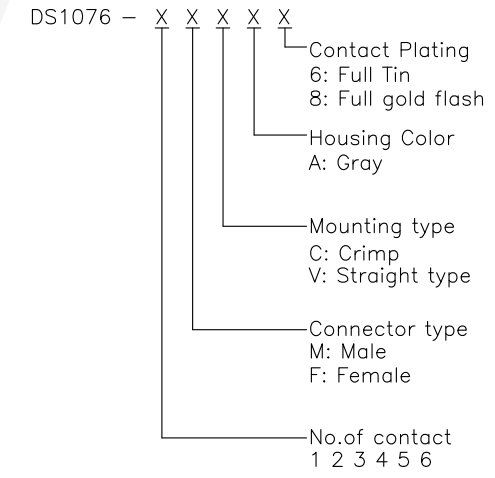 DS1076 - X X X X X
Contact Plating
6: Full Tin
8: Full gold flash
Housing Color
A: Gray
Mounting type
C: Crimp
V: Straight type
Connector type
M: Male
F: Female
No.of contact
1 2 3 4 5 6